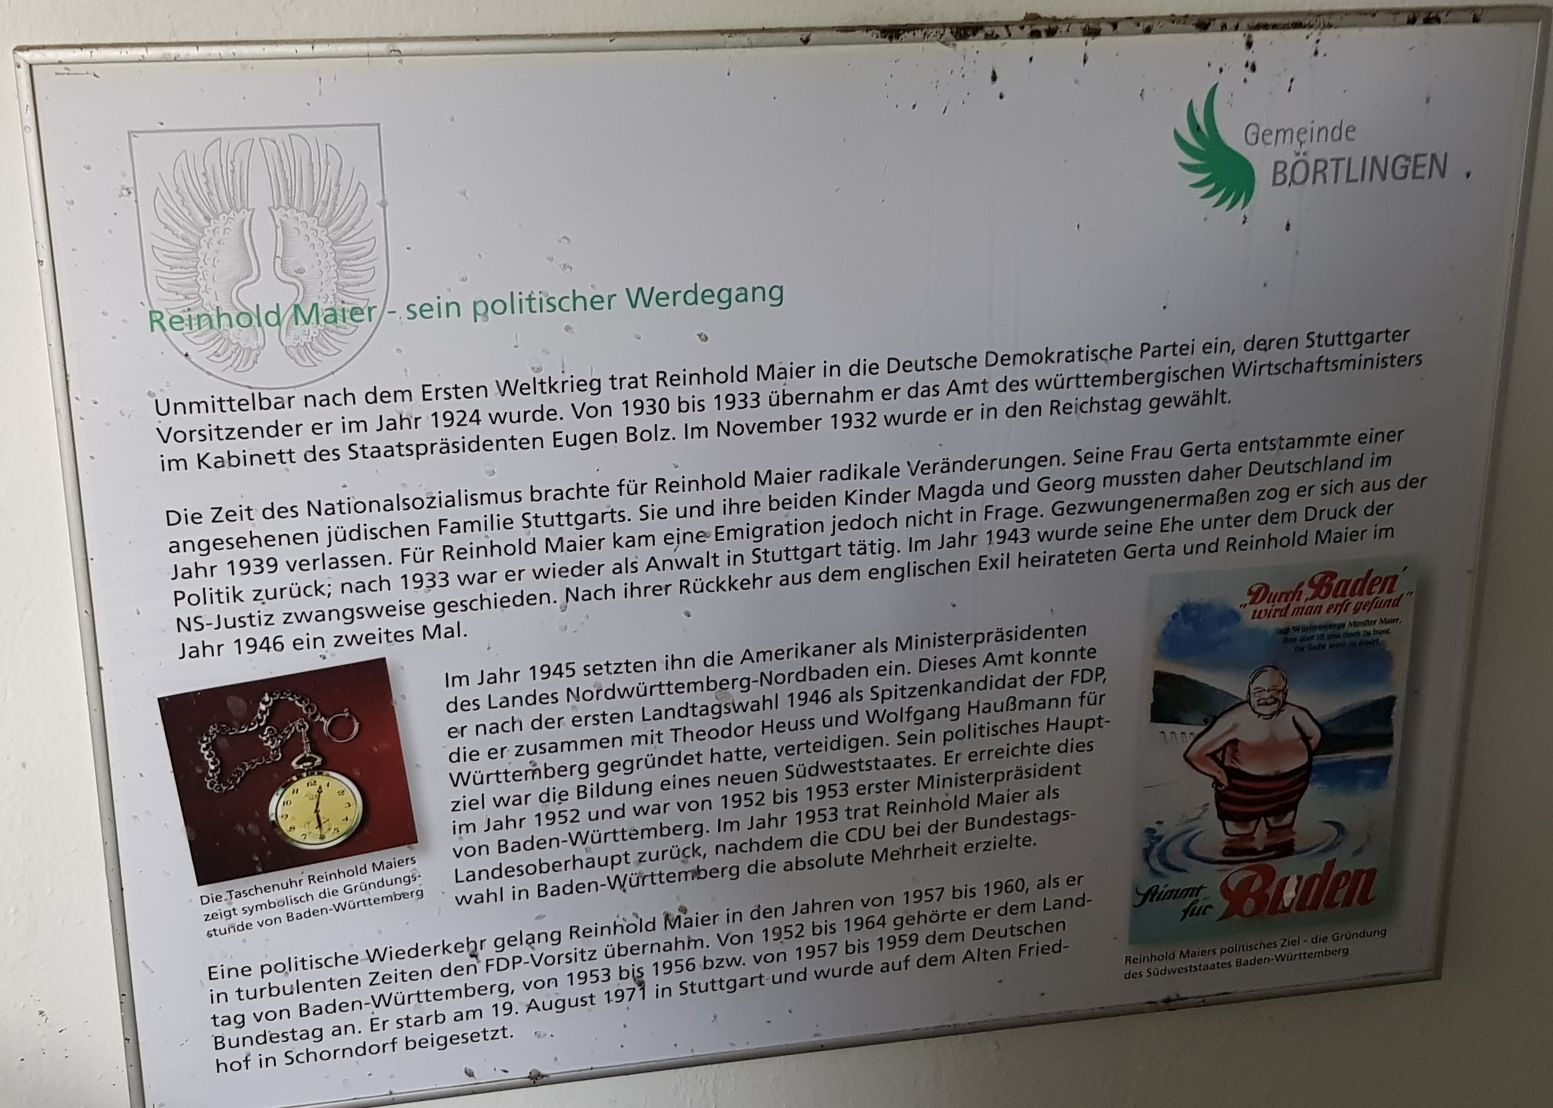 Gemeinde
BÖRTLINGEN
Reinhold Maier - sein politischer Werdegang
Unmittelbar nach dem Ersten Weltkrieg trat Reinhold Maier in die Deutsche Demokratische Partei ein, deren Stuttgarter
Vorsitzender er im Jahr 1924 wurde. Von 1930 bis 1933 übernahm er das Amt des württembergischen Wirtschaftsministers
im Kabinett des Staatspräsidenten Eugen Bolz. Im November 1932 wurde er in den Reichstag gewählt.
Die Zeit des Nationalsozialismus brachte für Reinhold Maier radikale Veränderungen. Seine Frau Gerta entstammte einer
angesehenen jüdischen Familie Stuttgarts. Sie und ihre beiden Kinder Magda und Georg mussten daher Deutschland im
Jahr 1939 verlassen. Für Reinhold Maier kam eine Emigration jedoch nicht in Frage. Gezwungenermaßen zog er sich aus der
Politik zurück; nach 1933 war er wieder als Anwalt in Stuttgart tätig. Im Jahr 1943 wurde seine Ehe unter dem Druck der
NS-Justiz zwangsweise geschieden. Nach ihrer Rückkehr aus dem englischen Exil heirateten Gerta und Reinhold Maier im
Jahr 1946 ein zweites Mal.
Im Jahr 1945 setzten ihn die Amerikaner als Ministerpräsidenten
des Landes Nordwürttemberg-Nordbaden ein. Dieses Amt konnte
er nach der ersten Landtagswahl 1946 als Spitzenkandidat der FDP,
die er zusammen mit Theodor Heuss und Wolfgang Haußmann für
Württemberg gegründet hatte, verteidigen. Sein politisches Haupt-
ziel war die Bildung eines neuen Südweststaates. Er erreichte dies
im Jahr 1952 und war von 1952 bis 1953 erster Ministerpräsident
von Baden-Württemberg. Im Jahr 1953 trat Reinhold Maier als
Landesoberhaupt zurück, nachdem die CDU bei der Bundestags-
wahl in Baden-Württemberg die absolute Mehrheit erzielte.
Die Taschenuhr Reinhold Maiers
zeigt symbolisch die Gründungs-
stunde von Baden-Württemberg
Eine politische Wiederkehr gelang Reinhold Maier in den Jahren von 1957 bis 1960, als er
in turbulenten Zeiten den FDP-Vorsitz übernahm. Von 1952 bis 1964 gehörte er dem Land-
tag von Baden-Württemberg, von 1953 bis 1956 bzw. von 1957 bis 1959 dem Deutschen
Bundestag an. Er starb am 19. August 1971 in Stuttgart und wurde auf dem Alten Fried-
hof in Schorndorf beigesetzt.
„Durch ‚Baden'
wird man erst gesund"
Stimmt
für Baden
Reinhold Maiers politisches Ziel - die Gründung
des Südweststaates Baden-Württemberg